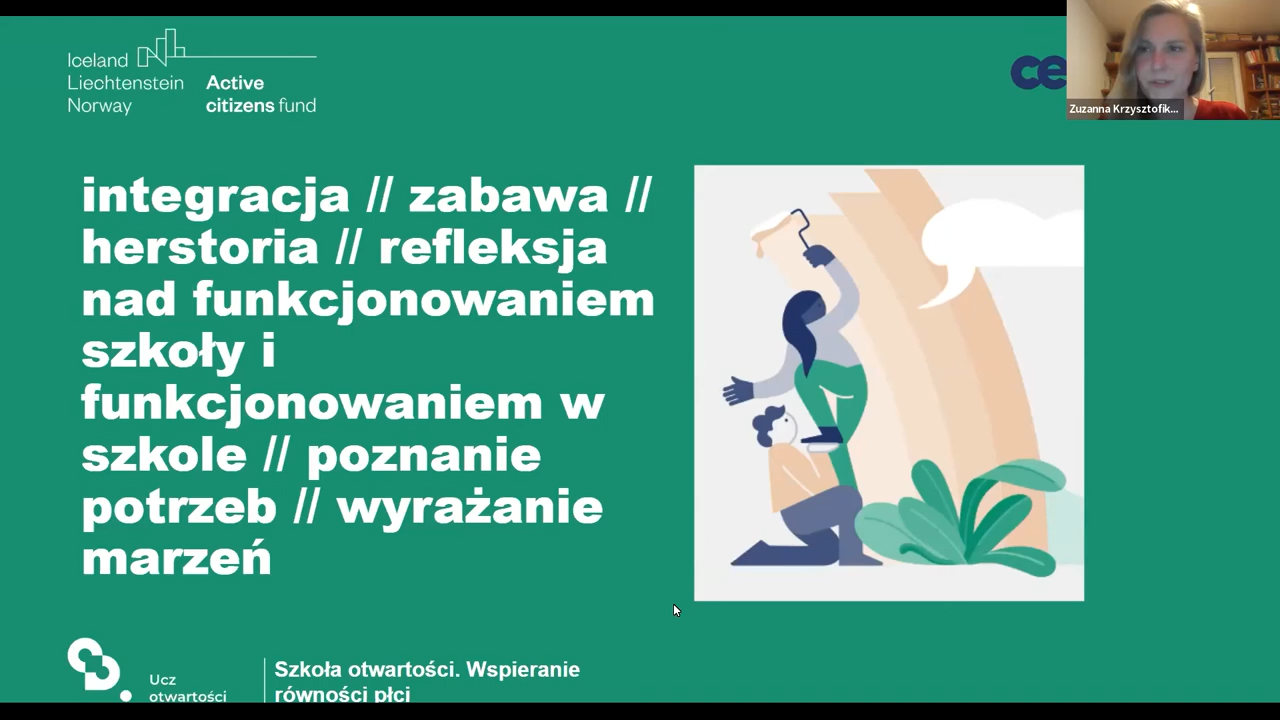 Iceland
Liechtenstein
Norway
Active
citizens fund
ce
Zuzanna Krzysztofik...
integracja // zabawa //
herstoria // refleksja
nad funkcjonowaniem
szkoły i
funkcjonowaniem w
szkole // poznanie
potrzeb // wyrażanie
marzeń
Ucz
otwartości
Szkoła otwartości. Wspieranie
równości płci